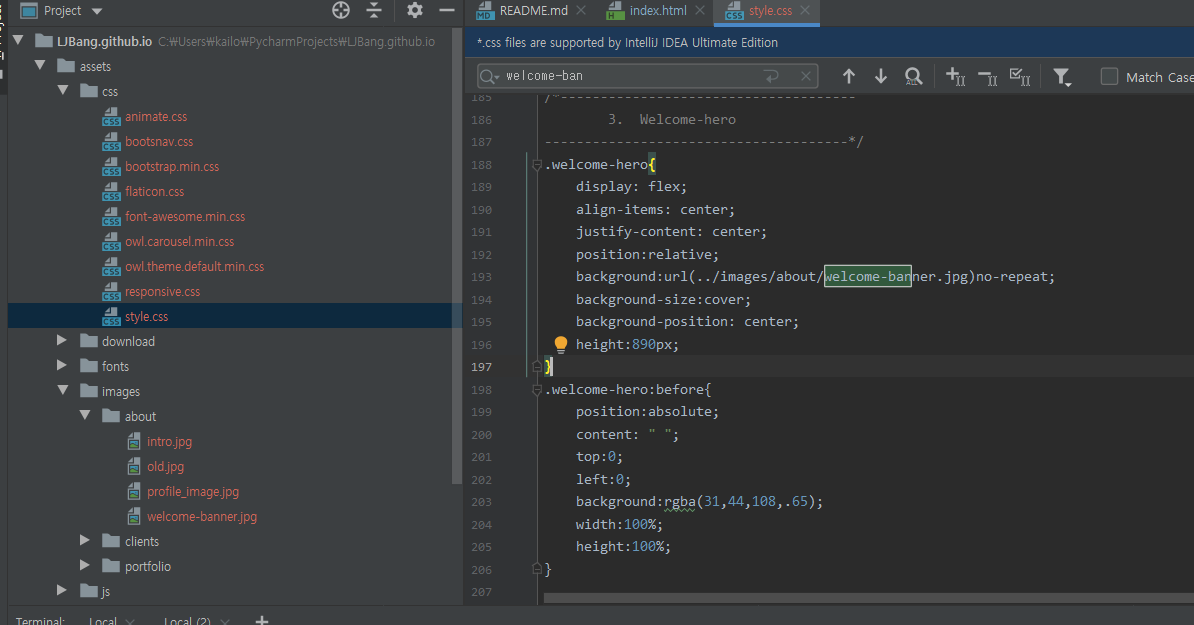 Project
README.md
index.html
style.css
LJBang.github.io C:₩Users₩kailo₩PycharmProjects₩LJBang.github.io
assets
css
animate.css
bootsnav.css
bootstrap.min.css
flaticon.css
font-awesome.min.css
owl.carousel.min.css
owl.theme.default.min.css
responsive.css
style.css
download
fonts
images
about
intro.jpg
old.jpg
profile_image.jpg
welcome-banner.jpg
clients
portfolio
js
*.css files are supported by IntelliJ IDEA Ultimate Edition
welcome-ban
Match Case
185 /*-------------------------------------
186 3. Welcome-hero
187 --------------------------------------*/
188 .welcome-hero{
189 display: flex;
190 align-items: center;
191 justify-content: center;
192 position:relative;
193 background:url(../images/about/welcome-banner.jpg)no-repeat;
194 background-size:cover;
195 background-position: center;
196 height:890px;
197 }
198 .welcome-hero:before{
199 position:absolute;
200 content: " ";
201 top:0;
202 left:0;
203 background:rgba(31,44,108,.65);
204 width:100%;
205 height:100%;
206 }
207
Terminal: Local Local (2)